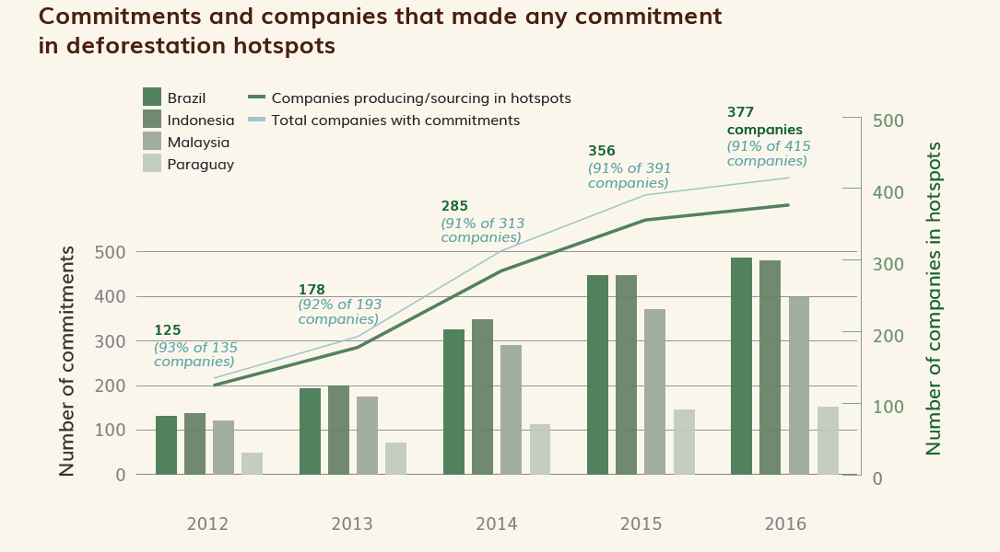 Commitments and companies that made any commitment
in deforestation hotspots
Brazil
Indonesia
Malaysia
Paraguay
Companies producing/sourcing in hotspots
Total companies with commitments
125
(93% of 135
companies)
178
(92% of 193
companies)
285
(91% of 313
companies)
356
(91% of 391
companies)
377
companies
(91% of 415
companies)
Number of commitments
500
400
300
200
100
0
500
400
300
200
100
0
Number of companies in hotspots
2012
2013
2014
2015
2016